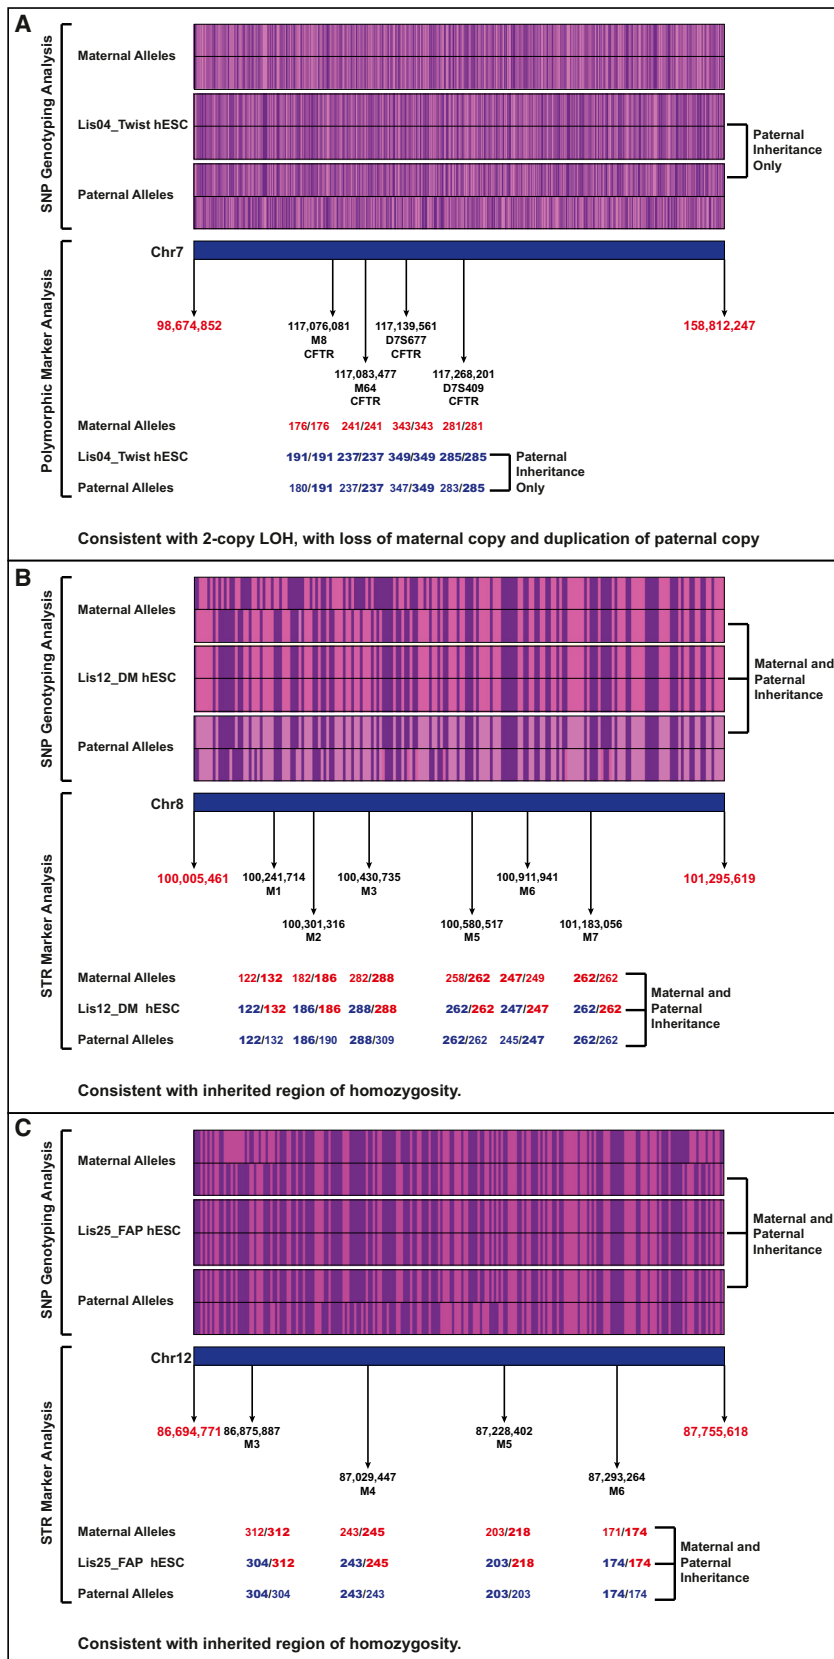 A
SNP Genotyping Analysis
Maternal Alleles
Lis04_Twist hESC
Paternal Alleles
Paternal
Inheritance
Only
Polymorphic Marker Analysis
Chr7
98,674,852
117,076,081
M8
CFTR
117,139,561
D7S677
CFTR
158,812,247
117,083,477
M64
CFTR
117,268,201
D7S409
CFTR
Maternal Alleles 176/176 241/241 343/343 281/281
Lis04_Twist hESC 191/191 237/237 349/349 285/285
Paternal Alleles 180/191 237/237 347/349 283/285
Paternal
Inheritance
Only
Consistent with 2-copy LOH, with loss of maternal copy and duplication of paternal copy
B
SNP Genotyping Analysis
Maternal Alleles
Lis12_DM hESC
Paternal Alleles
Maternal and
Paternal
Inheritance
STR Marker Analysis
Chr8
100,005,461
100,241,714
M1
100,430,735
M3
100,911,941
M6
101,295,619
100,301,316
M2
100,580,517
M5
101,183,056
M7
Maternal Alleles 122/132 182/186 282/288 258/262 247/249 262/262
Lis12_DM hESC 122/132 186/186 288/288 262/262 247/247 262/262
Paternal Alleles 122/132 186/190 288/309 262/262 245/247 262/262
Maternal and
Paternal
Inheritance
Consistent with inherited region of homozygosity.
C
SNP Genotyping Analysis
Maternal Alleles
Lis25_FAP hESC
Paternal Alleles
Maternal and
Paternal
Inheritance
STR Marker Analysis
Chr12
86,694,771
86,875,887
M3
87,228,402
M5
87,755,618
87,029,447
M4
87,293,264
M6
Maternal Alleles 312/312 243/245 203/218 171/174
Lis25_FAP hESC 304/312 243/245 203/218 174/174
Paternal Alleles 304/304 243/243 203/203 174/174
Maternal and
Paternal
Inheritance
Consistent with inherited region of homozygosity.